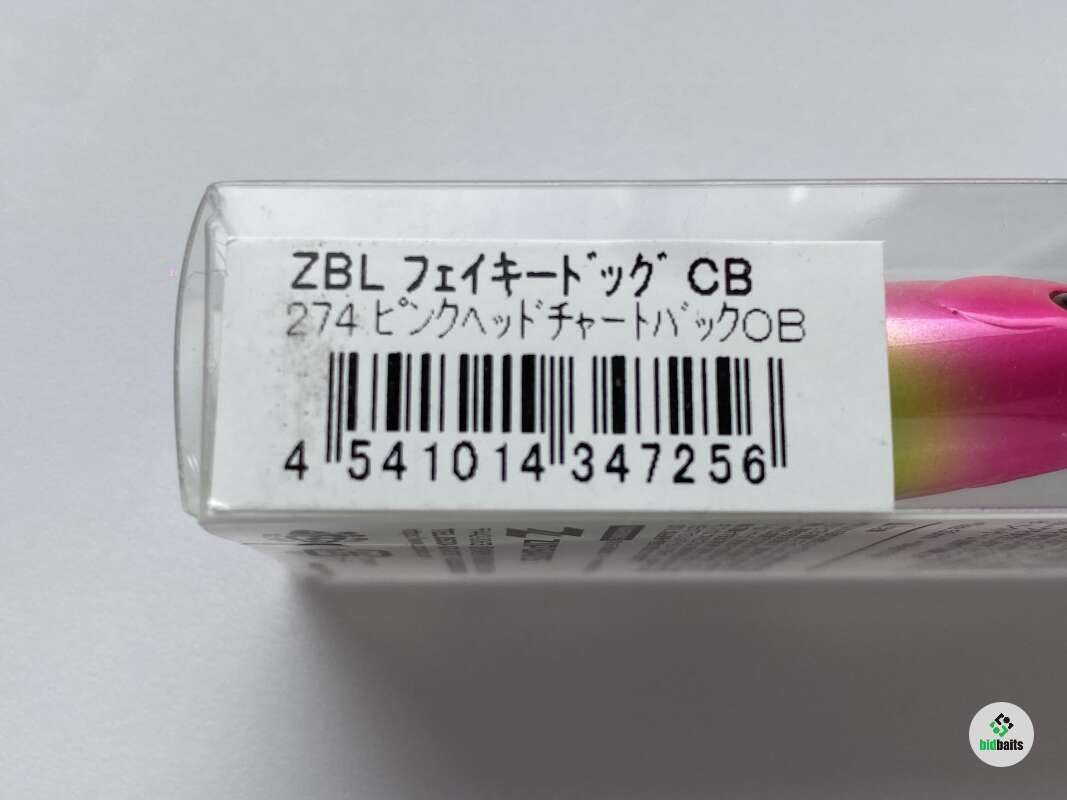 ZBL フェイキードッグ CB
274 ピンクヘッドチャートバックOB
4 541014 347256
bidbaits